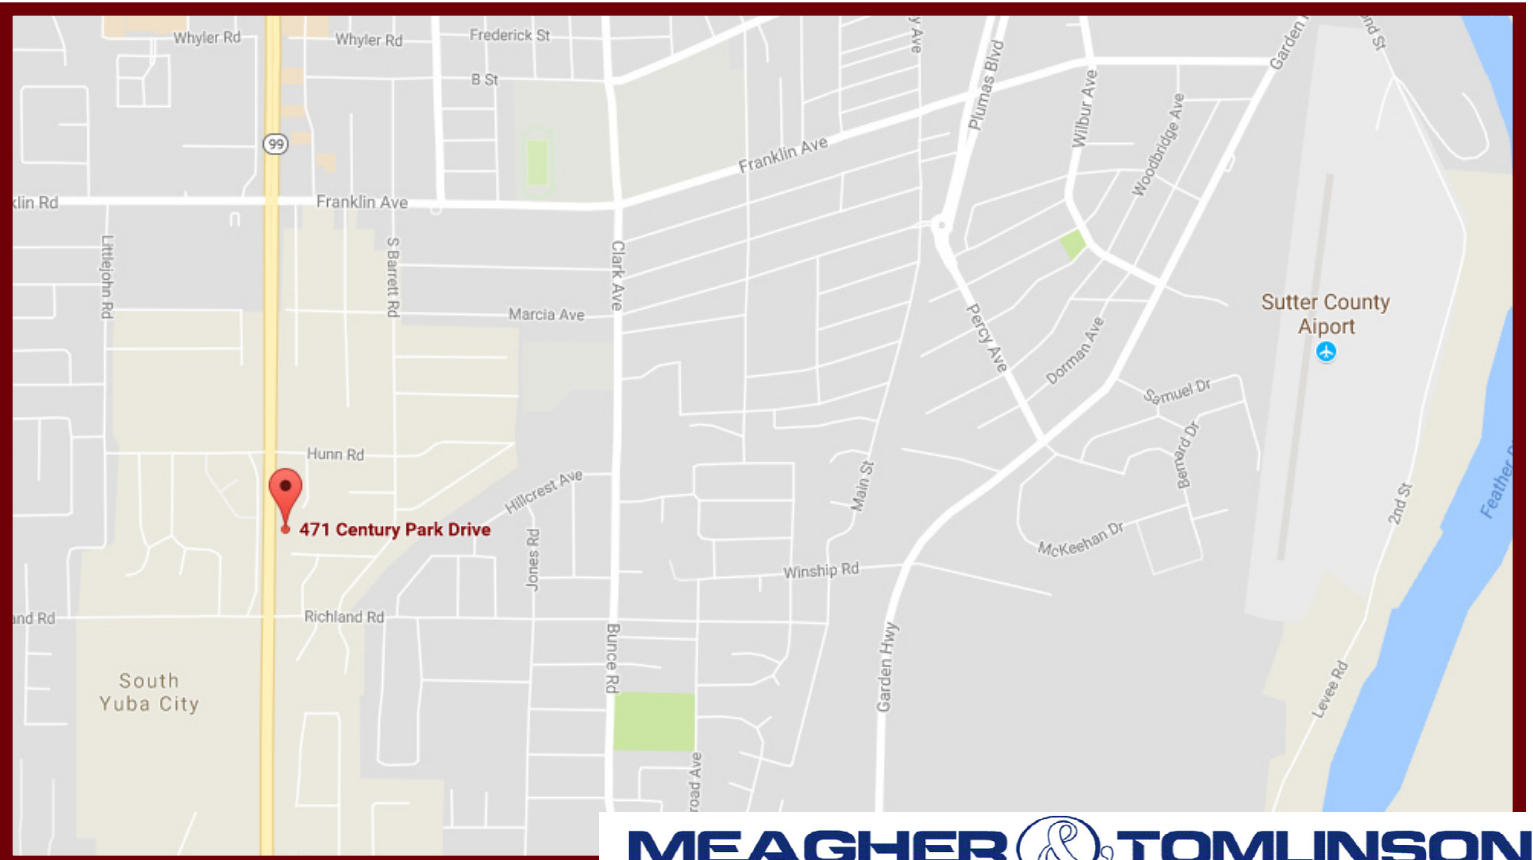 Whyler Rd
Whyler Rd
Frederick St
B St
Plumas Blvd
Wilbur Ave
Woodbridge Ave
Garden
99
Franklin Ave
Franklin Ave
Littlejohn Rd
S Barrett Rd
Clark Ave
Marcia Ave
Percy Ave
Dorman Ave
Sutter County
Aiport
Samuel Dr
Bernard Dr
Hunn Rd
Hillcrest Ave
Main St
2nd St
Feather
471 Century Park Drive
Jones Rd
McKeehan Dr
Winship Rd
Richland Rd
Bunce Rd
Garden Hwy
South
Yuba City
Levee Rd
MEAGHER & TOMLINSON